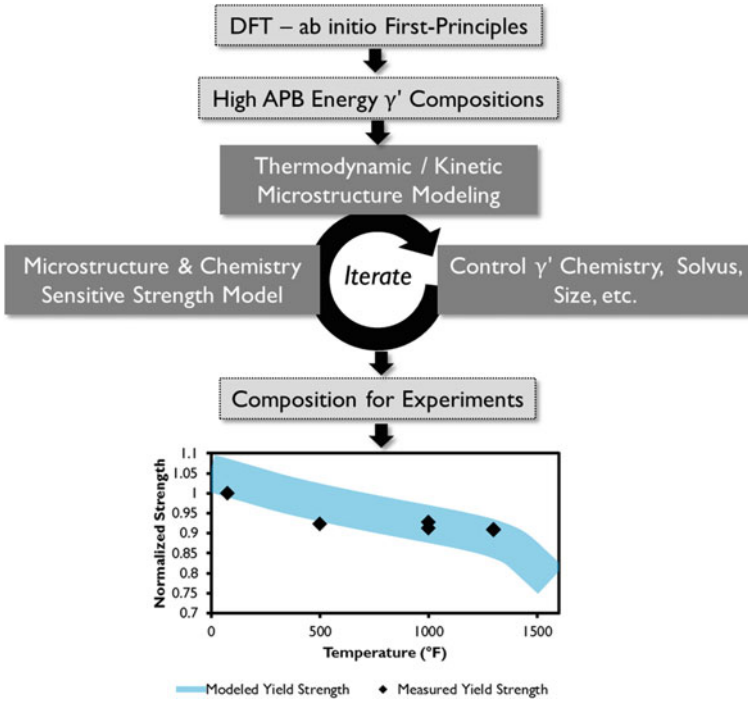 DFT – ab initio First-Principles
High APB Energy γ' Compositions
Thermodynamic / Kinetic
Microstructure Modeling
Microstructure & Chemistry
Sensitive Strength Model
Iterate
Control γ' Chemistry, Solvus,
Size, etc.
Composition for Experiments
Normalized Strength
1.1
1.05
1
0.95
0.9
0.85
0.8
0.75
0.7
0
500
1000
1500
Temperature (°F)
Modeled Yield Strength
Measured Yield Strength